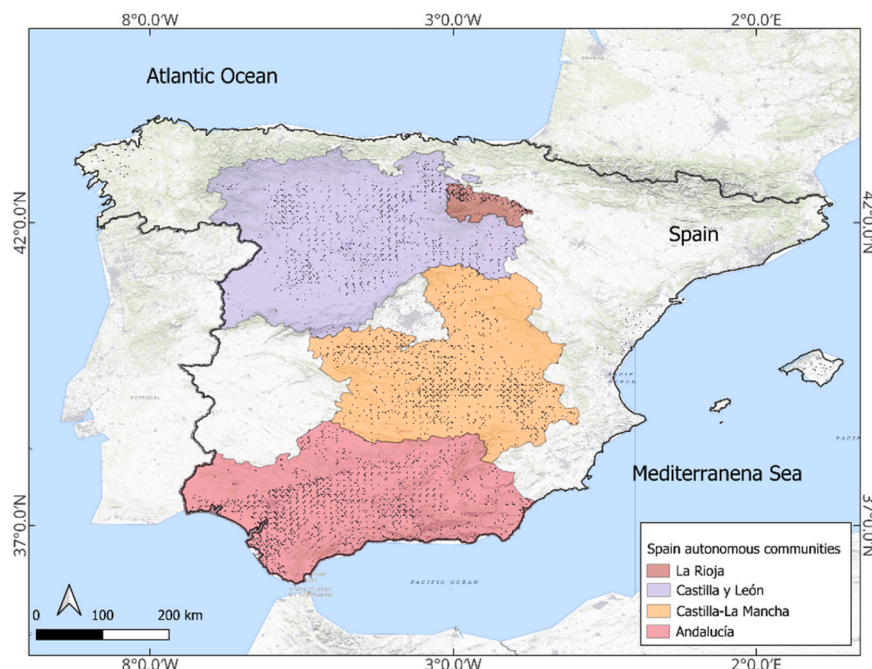 8°0.0'O 3°0.0'O 2°0.0'E
Atlantic Ocean
42°0.0'N
42°0.0'N
Spain
PORTUGAL
Mediterranena Sea
37°0.0'N
37°0.0'N
PACIFIC OCEAN
Spain autonomous communities
La Rioja
Castilla y León
Castilla-La Mancha
Andalucía
0 100 200 km
8°0.0'O 3°0.0'O 2°0.0'E